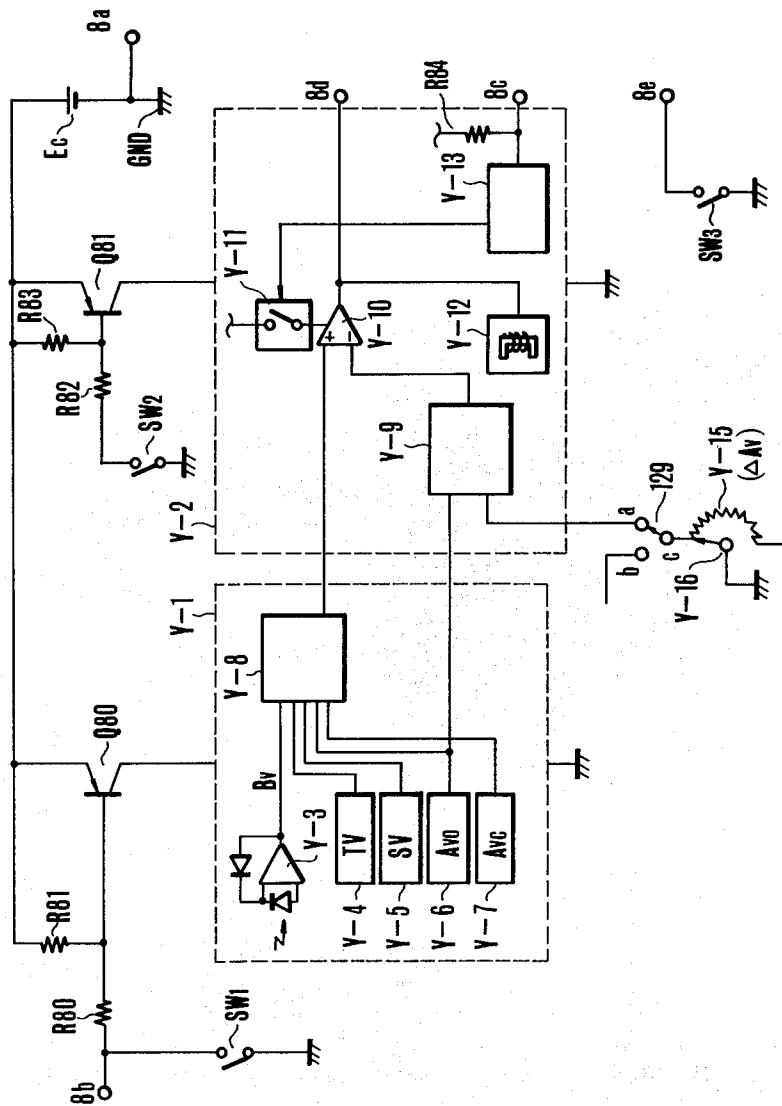 8a
Ec
GND
Q81
R83
R82
SW2
Q80
R81
R80
8b
SW1
Y-2
Y-11
Y-10
+
−
Y-12
Y-13
R84
8d
8c
8e
SW3
Y-9
Y-1
Y-8
Bv
Y-3
TV
Y-4
SV
Y-5
Avo
Y-6
Avc
Y-7
a
b
c
129
Y-15
(ΔAv)
Y-16